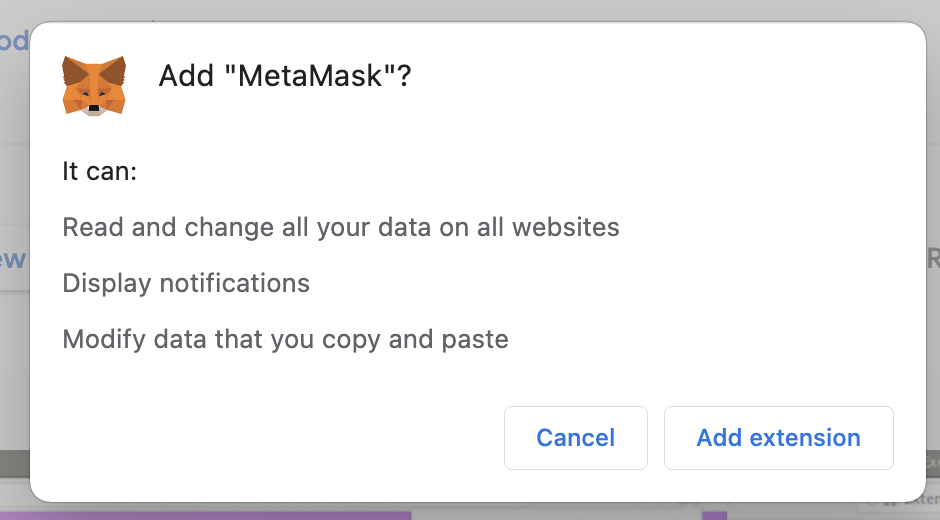 Add "MetaMask"?
It can:
Read and change all your data on all websites
Display notifications
Modify data that you copy and paste
Cancel
Add extension